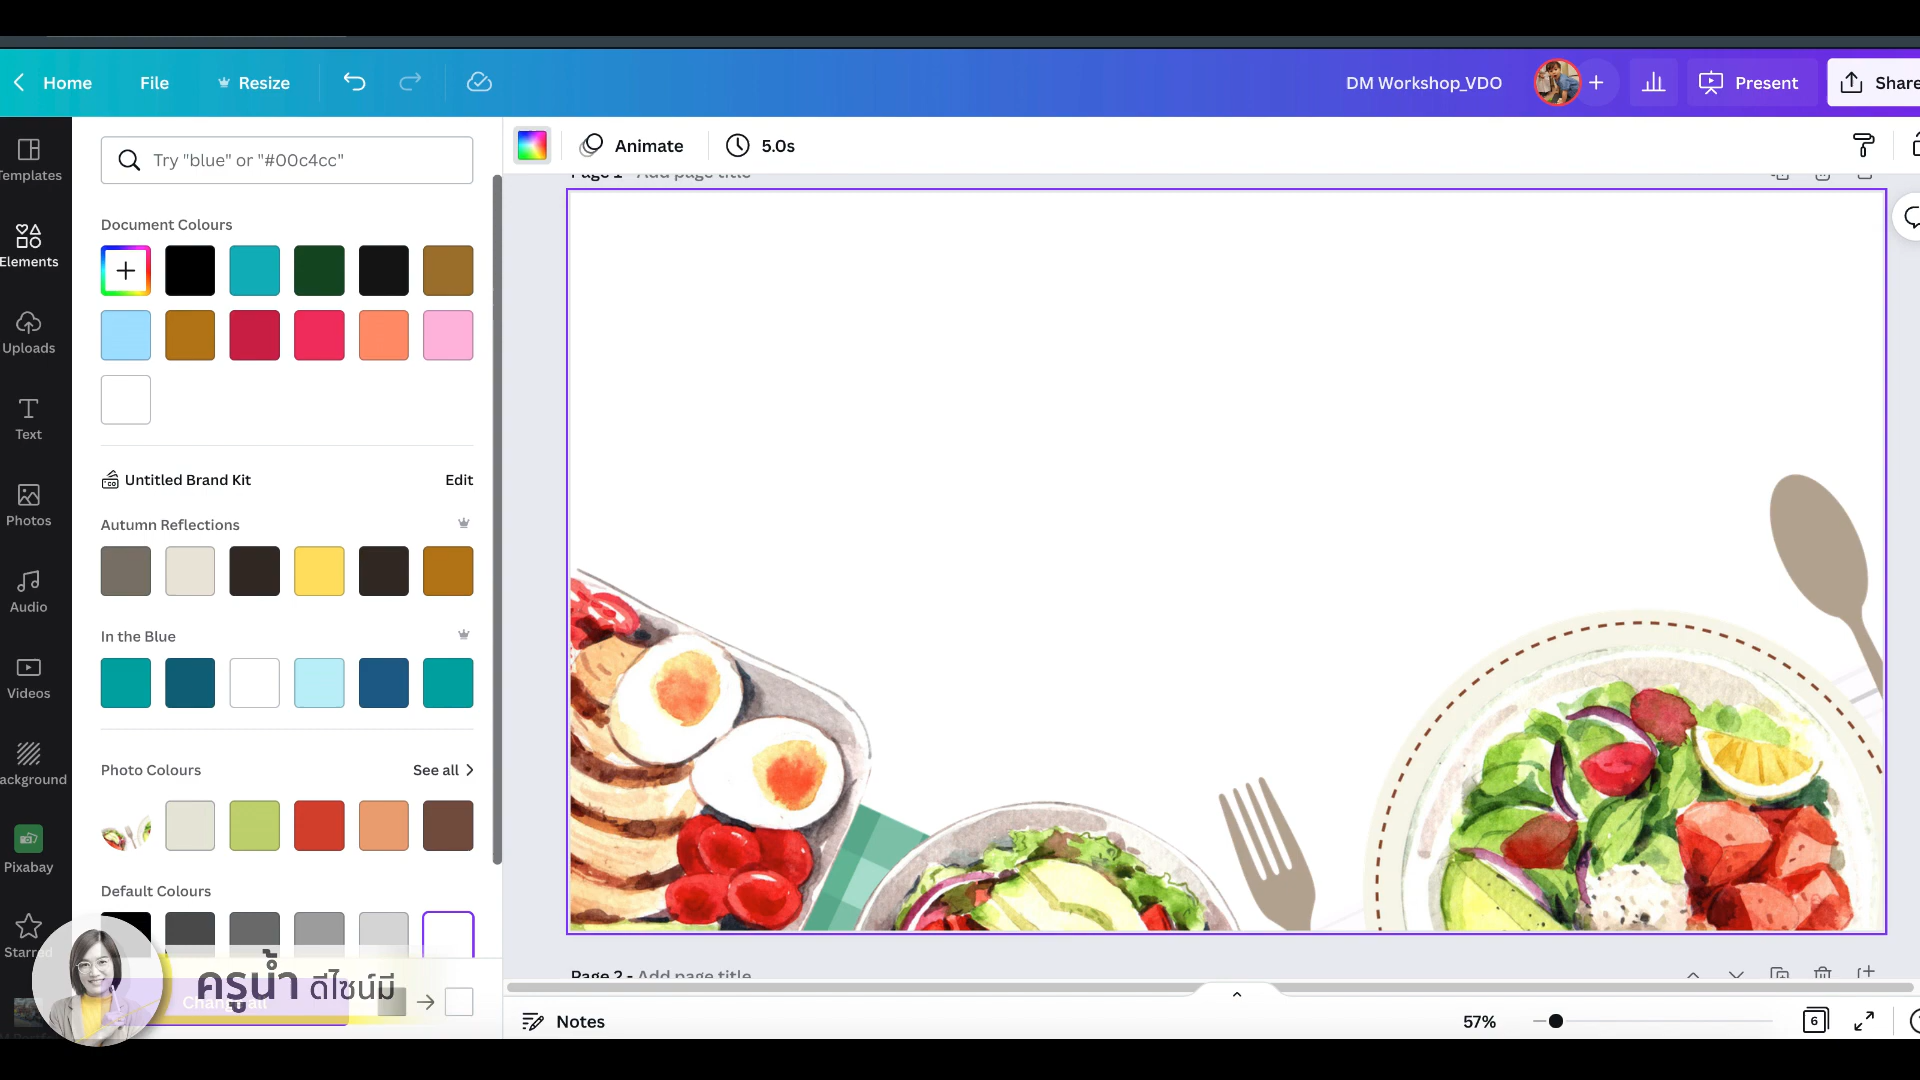 Home
File
Resize
DM Workshop_VDO
Present
Share
Templates
Elements
Uploads
Text
Photos
Audio
Videos
ackground
Pixabay
Starred
Try "blue" or "#00c4cc"
Document Colours
Untitled Brand Kit
Edit
Autumn Reflections
In the Blue
Photo Colours
See all
Default Colours
Change all
ครูน้ำ ดีไซน์มี
Animate
5.0s
Page 1 - Add page title
Page 2 - Add page title
Notes
57%
6